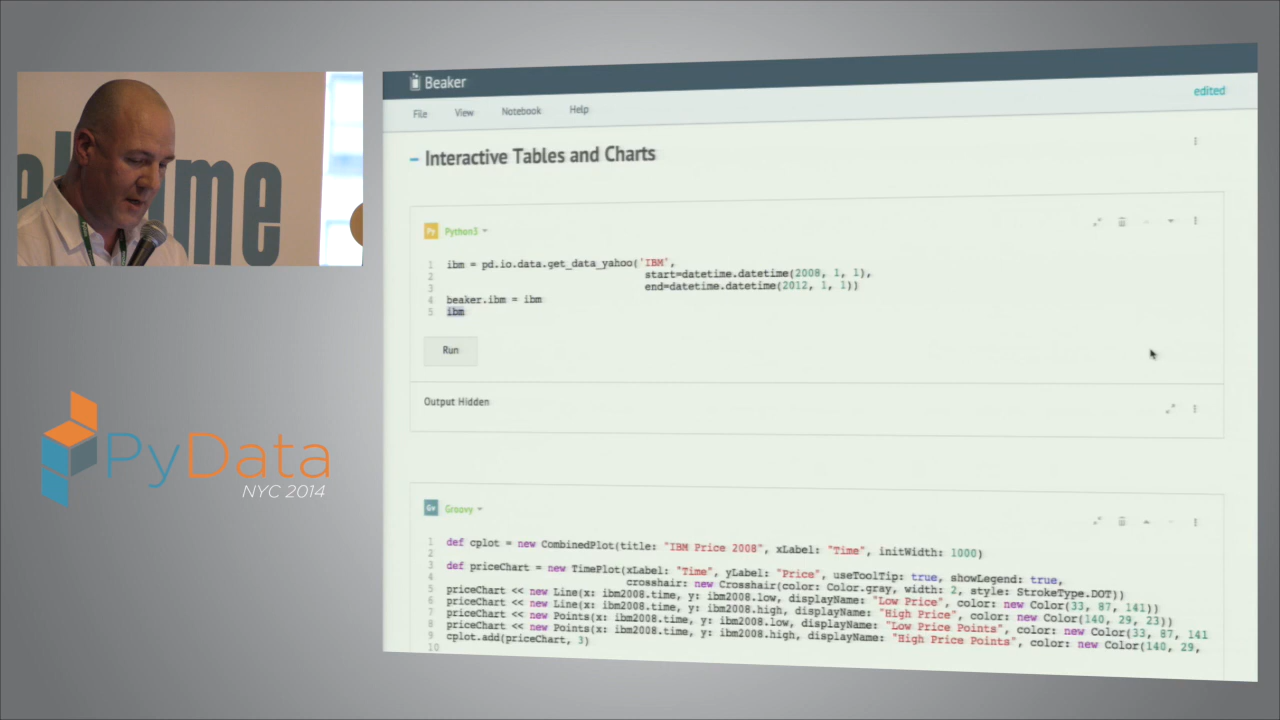 elcome
PyData
NYC 2014
Beaker
File View Notebook Help
edited
Interactive Tables and Charts
Py Python3
1 ibm = pd.io.data.get_data_yahoo('IBM',
2 start=datetime.datetime(2008, 1, 1),
3 end=datetime.datetime(2012, 1, 1))
4 beaker.ibm = ibm
5 ibm
Run
Output Hidden
Groovy
1 def cplot = new CombinedPlot(title: "IBM Price 2008", xLabel: "Time", initWidth: 1000)
2
3 def priceChart = new TimePlot(xLabel: "Time", yLabel: "Price", useToolTip: true, showLegend: true,
4 crosshair: new Crosshair(color: Color.gray, width: 2, style: StrokeType.DOT))
5 priceChart << new Line(x: ibm2008.time, y: ibm2008.low, displayName: "Low Price", color: new Color(33, 87, 141))
6 priceChart << new Line(x: ibm2008.time, y: ibm2008.high, displayName: "High Price", color: new Color(140, 29, 23))
7 priceChart << new Points(x: ibm2008.time, y: ibm2008.low, displayName: "Low Price Points", color: new Color(33, 87, 141
8 priceChart << new Points(x: ibm2008.time, y: ibm2008.high, displayName: "High Price Points", color: new Color(140, 29,
9 cplot.add(priceChart, 3)
10